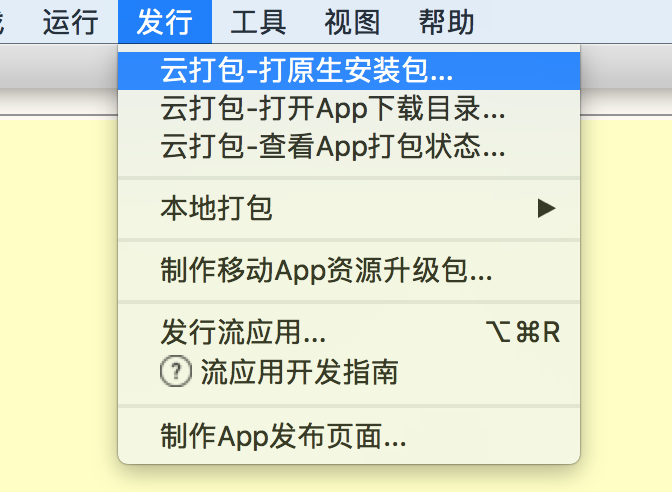 运行 发行 工具 视图 帮助
云打包-打原生安装包...
云打包-打开App下载目录...
云打包-查看App打包状态...
本地打包
制作移动App资源升级包...
发行流应用... ⌥⌘R
? 流应用开发指南
制作App发布页面...